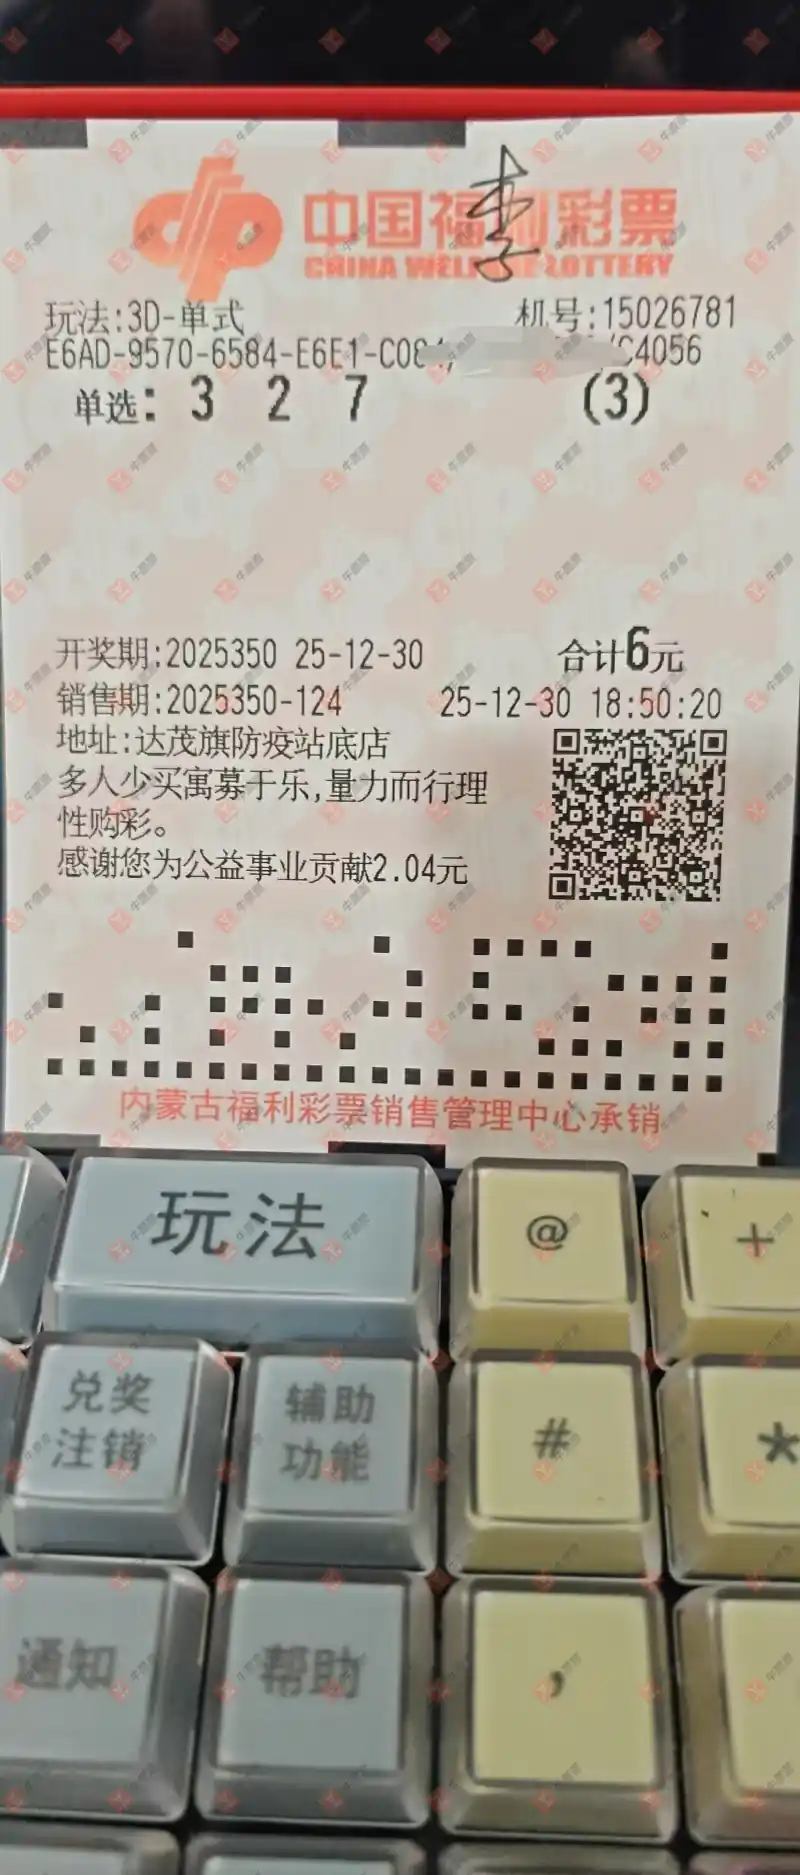 李
中国福利彩票
CHINA WELFARE LOTTERY
玩法:3D-单式 机号:15026781
E6AD-9570-6584-E6E1-C084/ /C4056
单选: 3 2 7 (3)
开奖期:2025350 25-12-30 合计6元
销售期:2025350-124 25-12-30 18:50:20
地址:达茂旗防疫站底店
多人少买寓募于乐,量力而行理
性购彩。
感谢您为公益事业贡献2.04元
内蒙古福利彩票销售管理中心承销
玩法 @ +
兑奖 辅助 # *
注销 功能
通知 帮助 ,